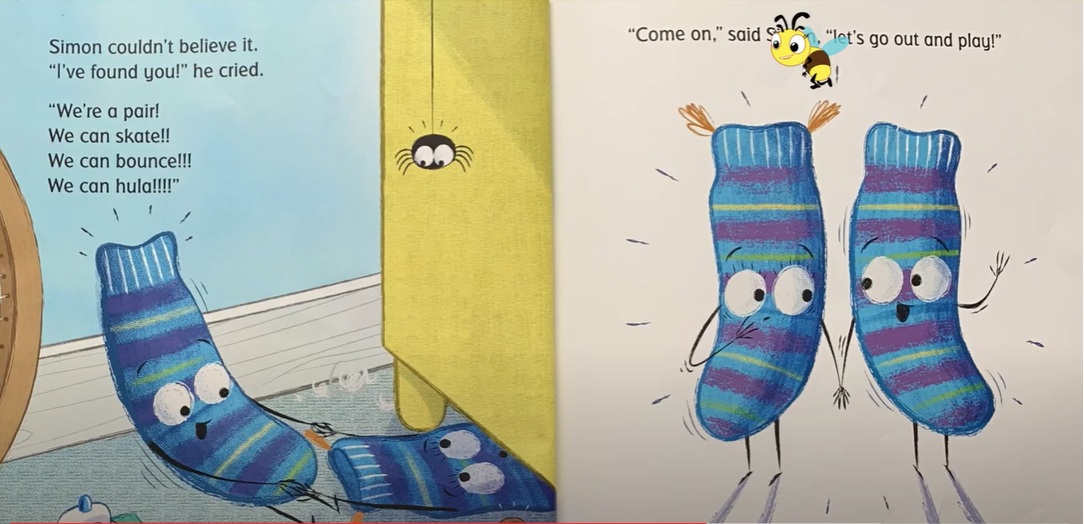 Simon couldn't believe it.
“I've found you!” he cried.
“We're a pair!
We can skate!!
We can bounce!!!
We can hula!!!!”
“Come on,” said “let's go out and play!”